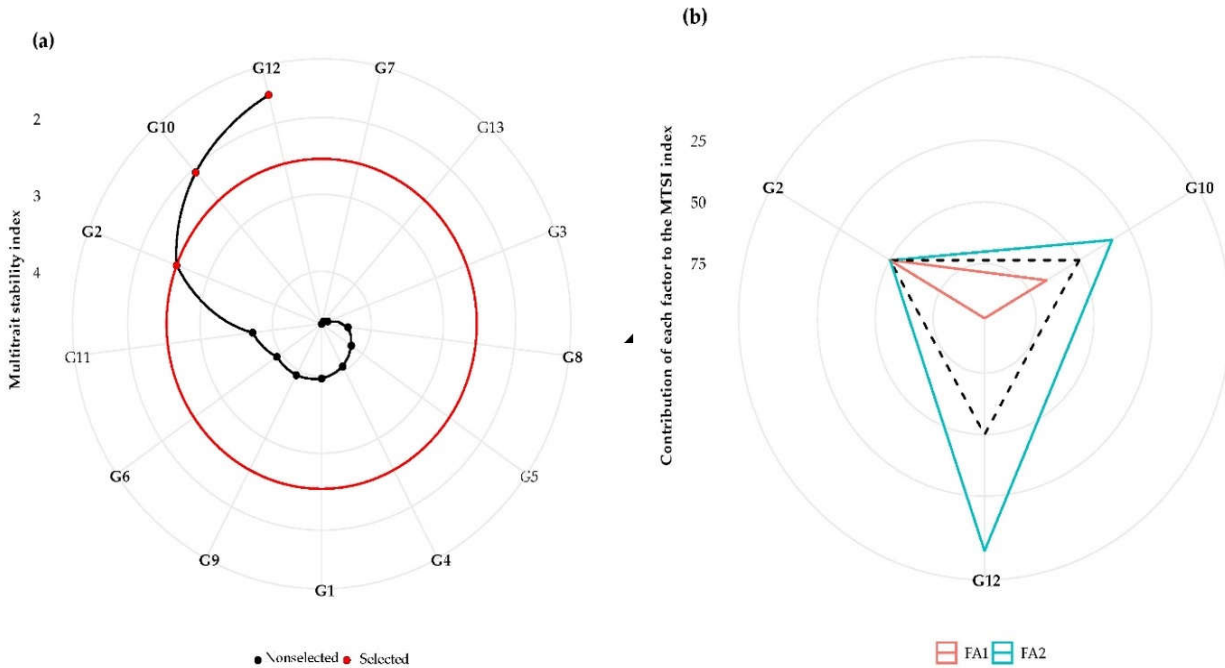 (a)
G12
G7
2
G10
G13
3
G2
G3
4
Multitrait stability index
G11
G8
G6
G5
G9
G4
G1
Nonselected
Selected
(b)
25
G2
50
G10
75
Contribution of each factor to the MTSI index
G12
FA1
FA2